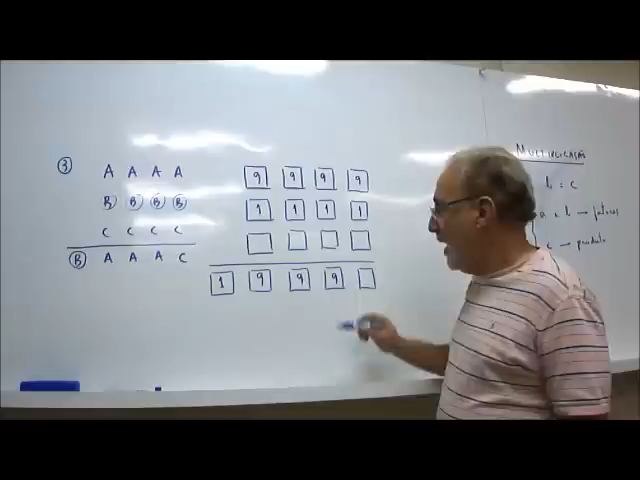 3 A A A A
B B B B
C C C C
B A A A C
9 9 9 9
1 1 1 1
1 9 9 9
MULTIPLICAÇÃO
= c
a e b → fatores
c → produto